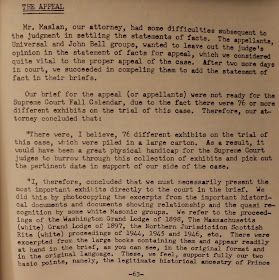 THE APPEAL
Mr. Maslan, our attorney, had some difficulties subsequent to
the judgment in settling the statements of facts. The appellants,
Universal and John Bell groups, wanted to leave out the judge's
opinion in the statement of facts for appeal, which we considered
quite vital to the proper appeal of the case. After two more days
in court, we succeeded in compelling them to add the statement of
fact in their briefs.
Our brief for the appeal (or appellants) were not ready for the
Supreme Court Fall Calendar, due to the fact there were 76 or more
different exhibits on the trial of this case. Therefore, our at-
torney concluded that:
"There were, I believe, 76 different exhibits on the trial of
this case, which were piled in a large carton. As a result, it
would have been a great physical handicap for the Supreme Court
judges to burrow through this collection of exhibits and pick out
the pertinent date in support of our side of the case.
"I, therefore, concluded that we must necessarily present the
most important exhibits directly to the court in the brief. We
did this by photocopying the excerpts from the important histori-
cal documents and documents showing relationship and the quasi re-
cognition by some white Masonic groups. We refer to the proceed-
ings of the Washington Grand Lodge of 1898, The Massachusetts
(white) Grand Lodge of 1897, the Northern Jurisdiction Scottish
Rite (white) proceedings of 1944, 1945 and 1946, etc. There were
excerpted from the large books containing them and appear readily
at hand in the brief, as you can see, in the original format and
in the original language. These, we feel, support fully our two
basic points, namely, the legitimate historical ancestry of Prince
-63-